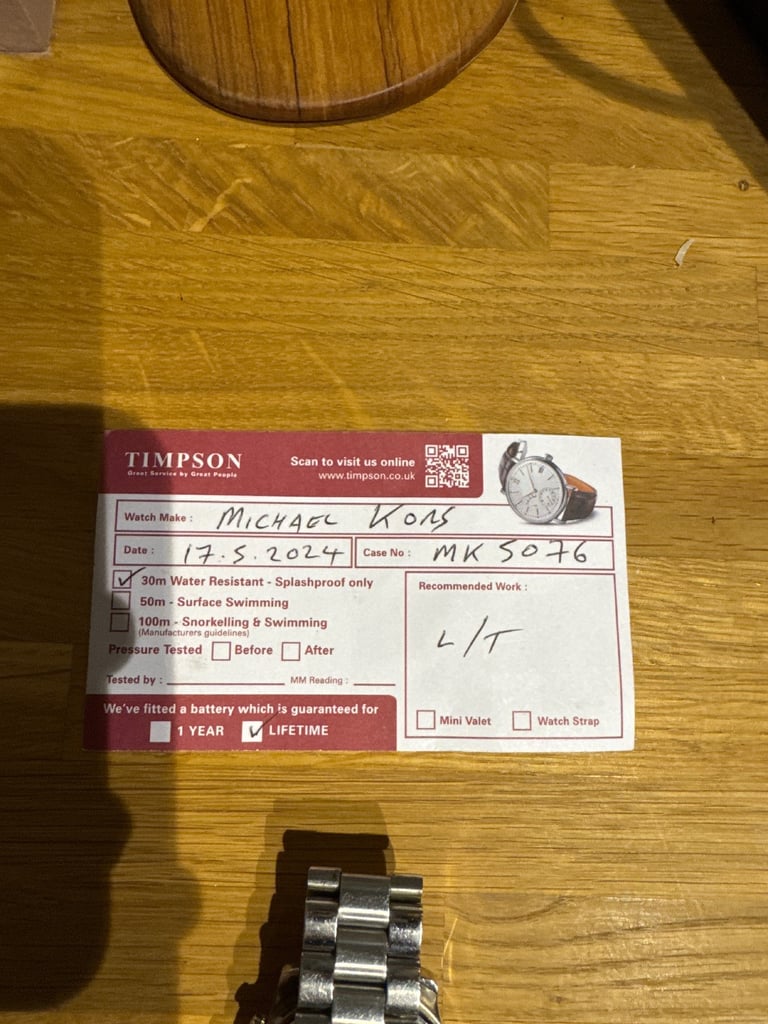 TIMPSON
Great Service by Great People
Scan to visit us online
www.timpson.co.uk
Watch Make : MICHAEL KORS
Date : 17.5.2024
Case No : MK 5076
30m Water Resistant - Splashproof only
50m - Surface Swimming
100m - Snorkelling & Swimming
(Manufacturers guidelines)
Pressure Tested Before After
Tested by : MM Reading :
Recommended Work :
L/T
Mini Valet Watch Strap
We've fitted a battery which is guaranteed for
1 YEAR LIFETIME